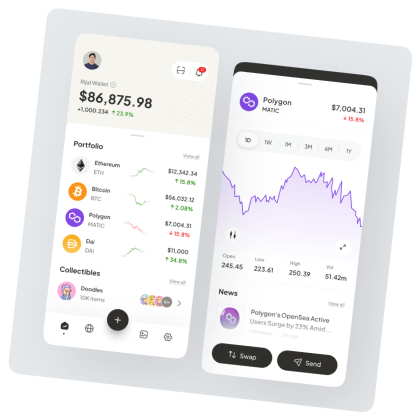 Rijal Wallet
$86,875.98
+1,000.234 ↑ 23.9%
Portfolio
View all
Ethereum
ETH
$12,342.34
↑ 15.8%
Bitcoin
BTC
$56,032.12
↑ 2.08%
Polygon
MATIC
$7,004.31
↓ 15.8%
Dai
DAI
$11,000
↑ 34.8%
Collectibles
View all
Doodles
10K Items
Polygon
MATIC
$7,004.31
↓ 15.8%
1D 1W 1M 3M 6M 1Y
Open Low High Vol
245.45 223.61 250.39 51.42m
News
View all
Polygon's OpenSea Active
Users Surge by 23% Amid...
Swap
Send